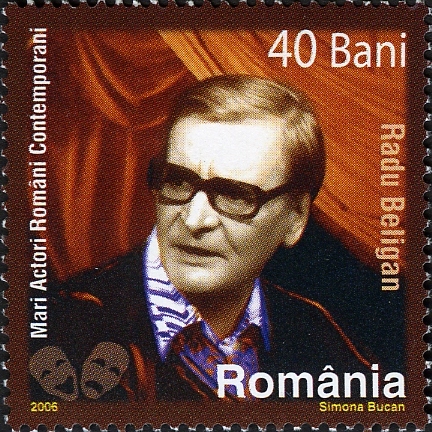 40 Bani
Mari Actori Români Contemporani
Radu Beligan
România
2006
Simona Bucan